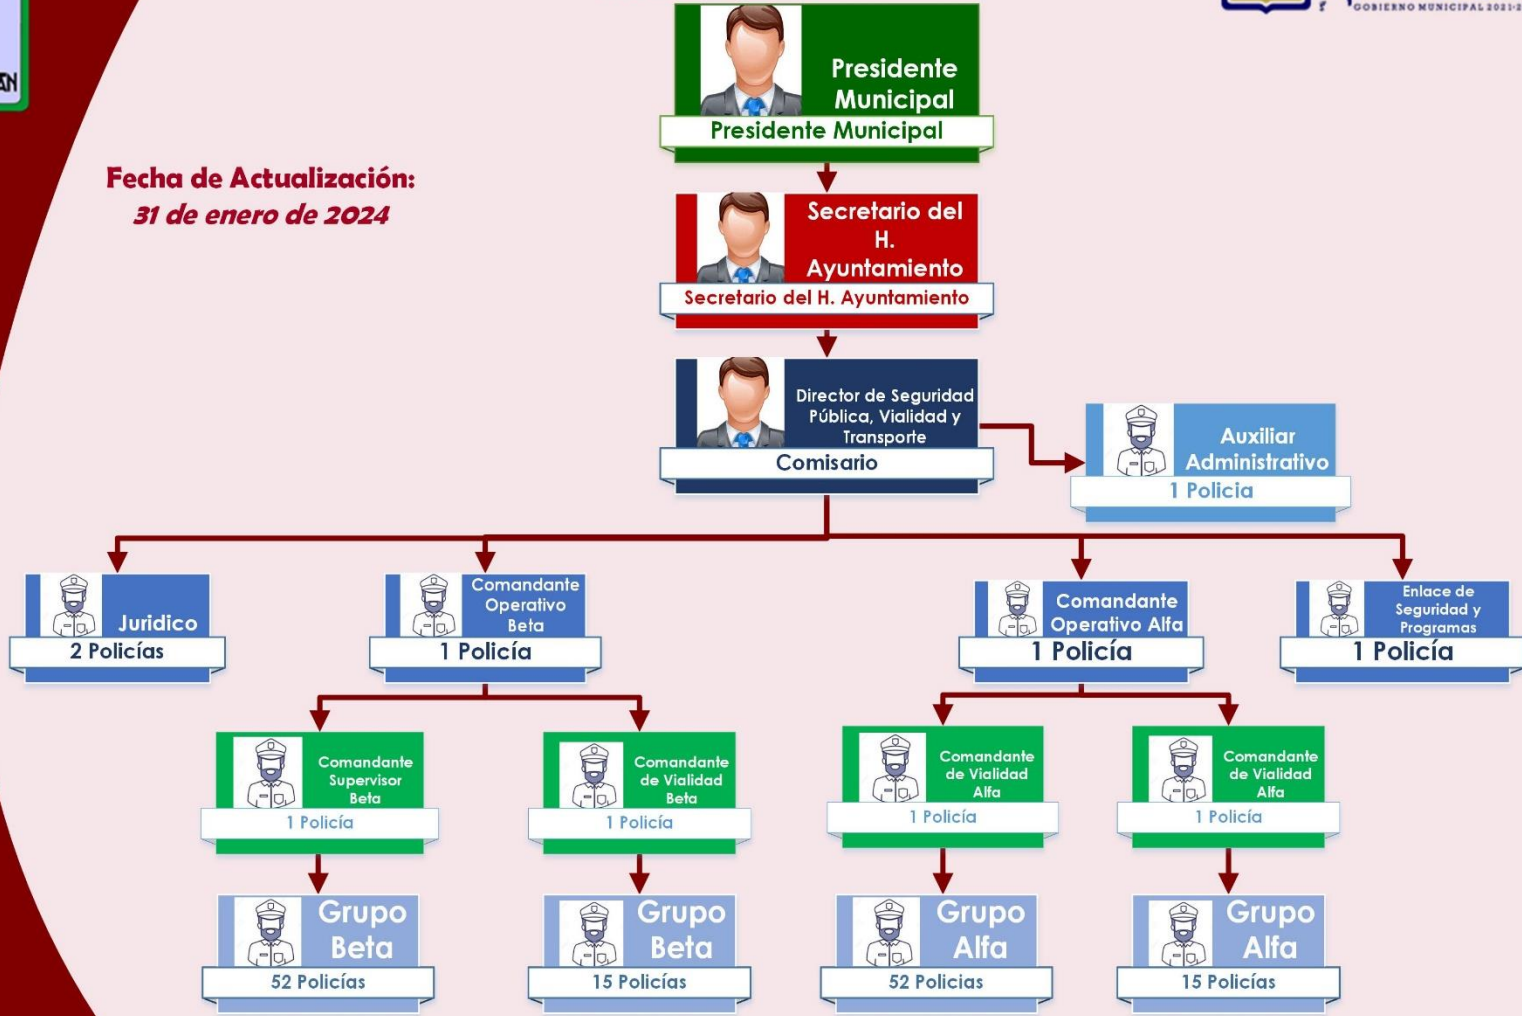 GOBIERNO MUNICIPAL 2021-2
Presidente
Municipal
Presidente Municipal
Fecha de Actualización:
31 de enero de 2024
Secretario del
H.
Ayuntamiento
Secretario del H. Ayuntamiento
Director de Seguridad
Pública, Vialidad y
Transporte
Comisario
Auxiliar
Administrativo
1 Policia
Juridico
2 Policías
Comandante
Operativo
Beta
1 Policía
Comandante
Operativo Alfa
1 Policía
Enlace de
Seguridad y
Programas
1 Policía
Comandante
Supervisor
Beta
1 Policía
Comandante
de Vialidad
Beta
1 Policía
Comandante
de Vialidad
Alfa
1 Policía
Comandante
de Vialidad
Alfa
1 Policía
Grupo
Beta
52 Policías
Grupo
Beta
15 Policías
Grupo
Alfa
52 Policias
Grupo
Alfa
15 Policías